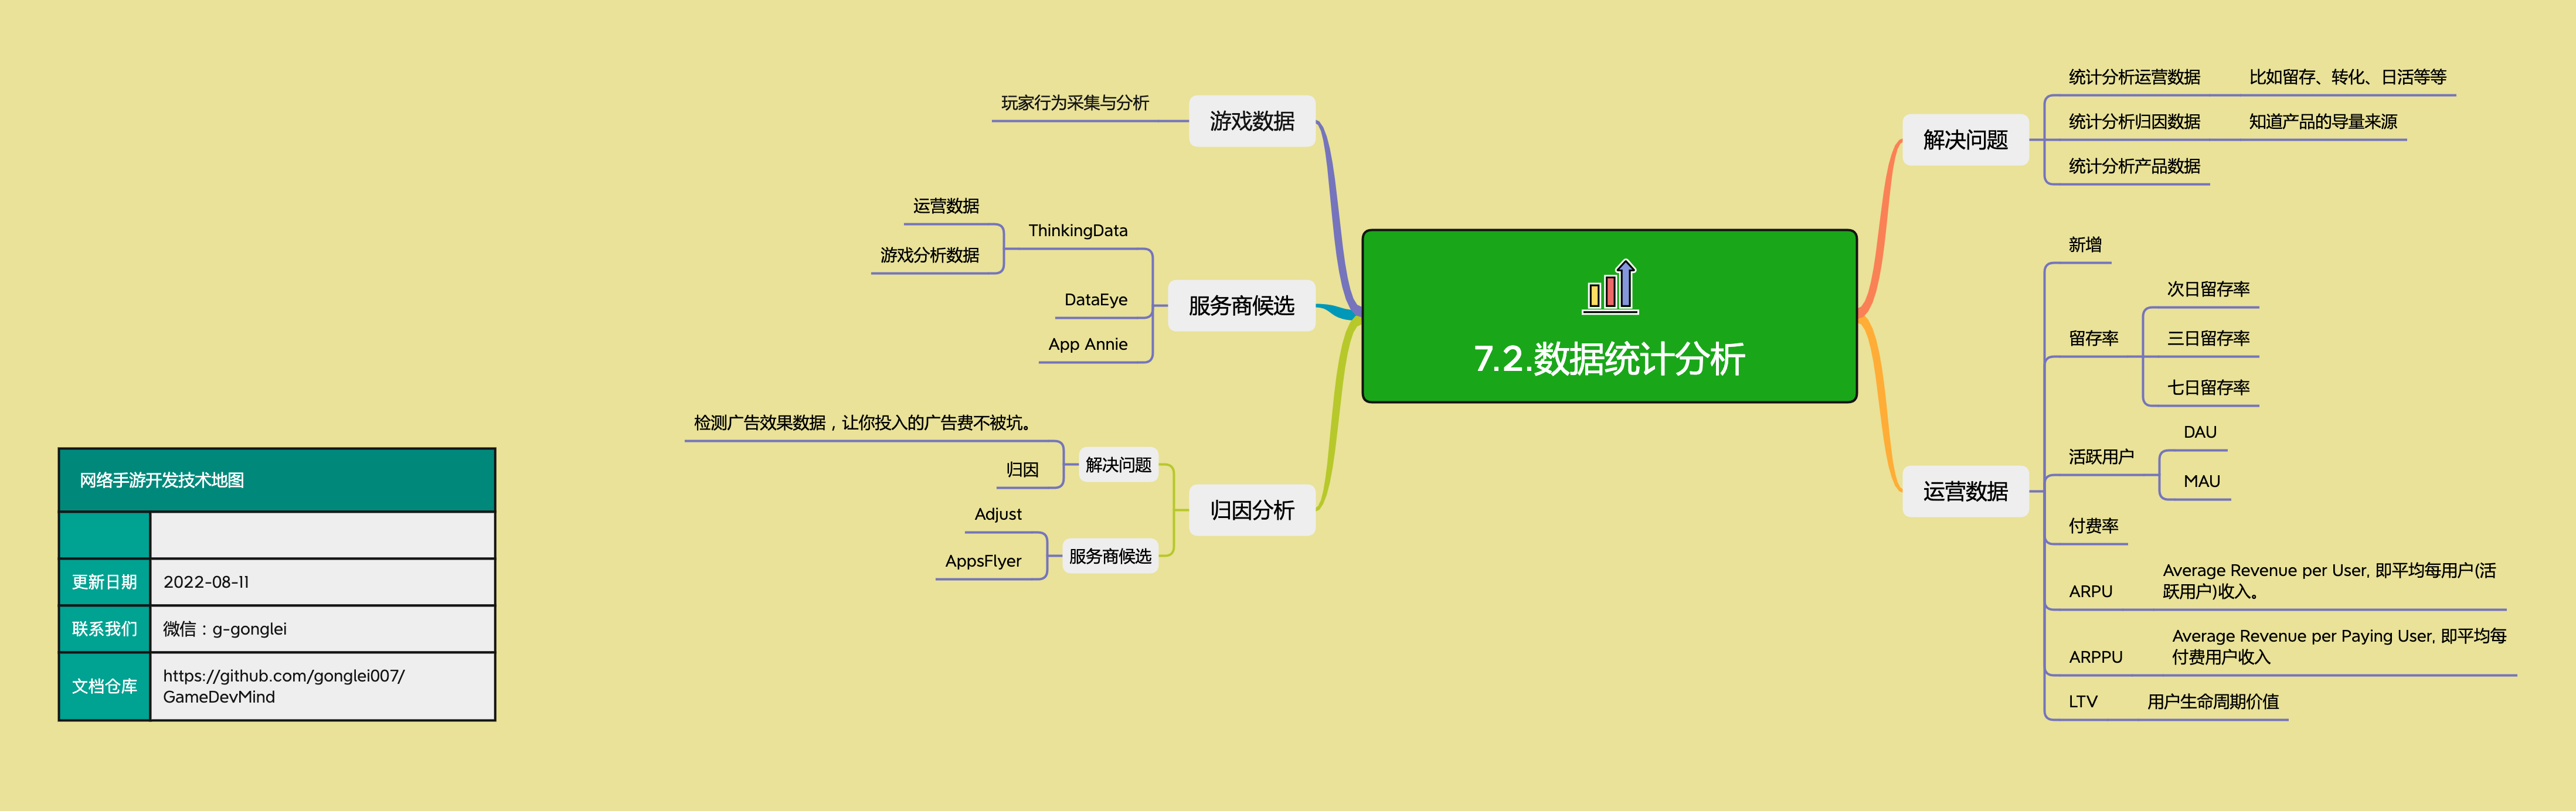 7.2.数据统计分析
解决问题
统计分析运营数据
比如留存、转化、日活等等
统计分析归因数据
知道产品的导量来源
统计分析产品数据
运营数据
新增
留存率
次日留存率
三日留存率
七日留存率
活跃用户
DAU
MAU
付费率
ARPU
Average Revenue per User, 即平均每用户(活
跃用户)收入。
ARPPU
Average Revenue per Paying User, 即平均每
付费用户收入
LTV
用户生命周期价值
游戏数据
玩家行为采集与分析
服务商候选
ThinkingData
运营数据
游戏分析数据
DataEye
App Annie
归因分析
解决问题
检测广告效果数据，让你投入的广告费不被坑。
归因
服务商候选
Adjust
AppsFlyer
网络手游开发技术地图
更新日期
2022-08-11
联系我们
微信：g-gonglei
文档仓库
https://github.com/gonglei007/
GameDevMind